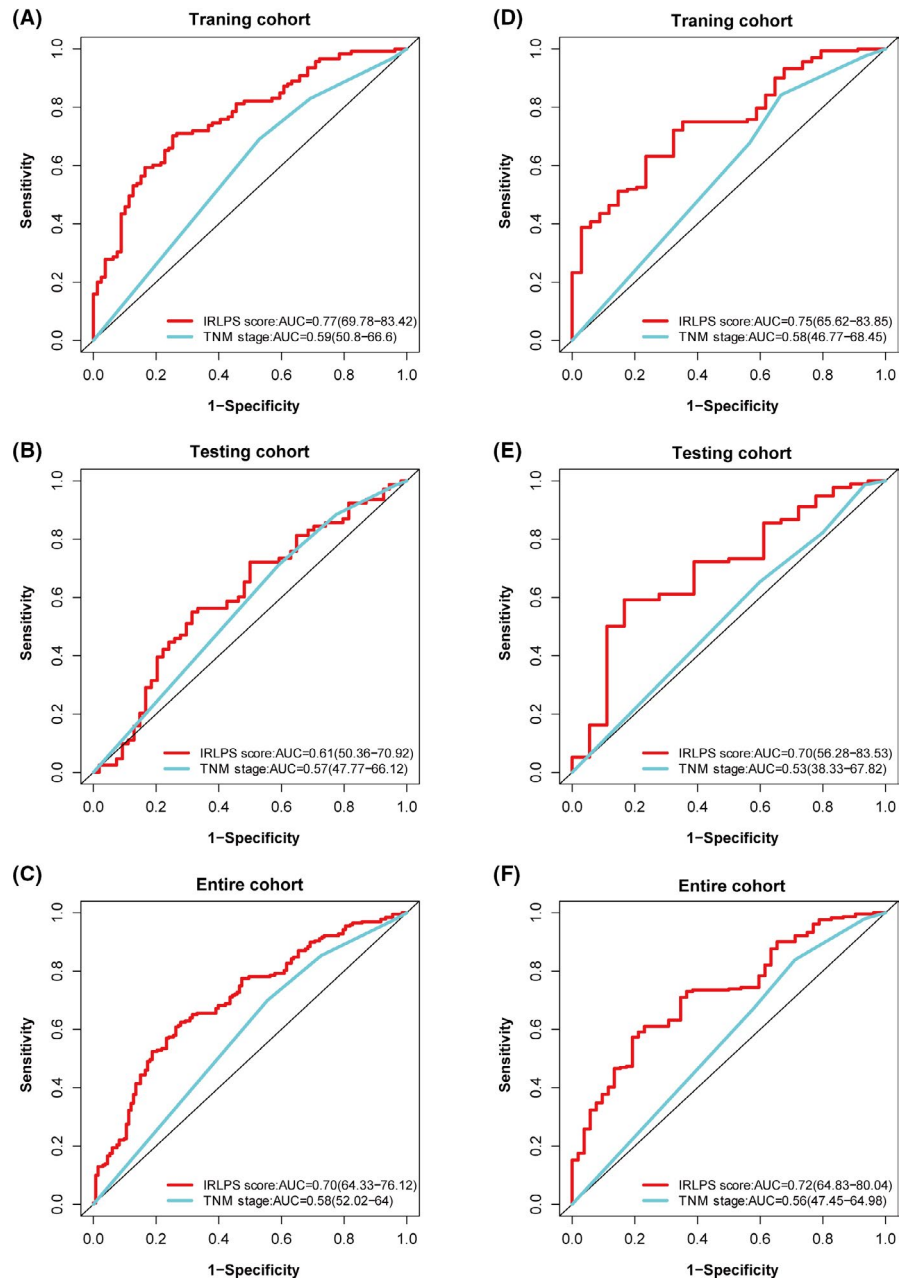 (A)
Traning cohort
Sensitivity
0.0 0.2 0.4 0.6 0.8 1.0
IRLPS score:AUC=0.77(69.78−83.42)
TNM stage:AUC=0.59(50.8−66.6)
0.0 0.2 0.4 0.6 0.8 1.0
1−Specificity
(D)
Traning cohort
Sensitivity
0.0 0.2 0.4 0.6 0.8 1.0
IRLPS score:AUC=0.75(65.62−83.85)
TNM stage:AUC=0.58(46.77−68.45)
0.0 0.2 0.4 0.6 0.8 1.0
1−Specificity
(B)
Testing cohort
Sensitivity
0.0 0.2 0.4 0.6 0.8 1.0
IRLPS score:AUC=0.61(50.36−70.92)
TNM stage:AUC=0.57(47.77−66.12)
0.0 0.2 0.4 0.6 0.8 1.0
1−Specificity
(E)
Testing cohort
Sensitivity
0.0 0.2 0.4 0.6 0.8 1.0
IRLPS score:AUC=0.70(56.28−83.53)
TNM stage:AUC=0.53(38.33−67.82)
0.0 0.2 0.4 0.6 0.8 1.0
1−Specificity
(C)
Entire cohort
Sensitivity
0.0 0.2 0.4 0.6 0.8 1.0
IRLPS score:AUC=0.70(64.33−76.12)
TNM stage:AUC=0.58(52.02−64)
0.0 0.2 0.4 0.6 0.8 1.0
1−Specificity
(F)
Entire cohort
Sensitivity
0.0 0.2 0.4 0.6 0.8 1.0
IRLPS score:AUC=0.72(64.83−80.04)
TNM stage:AUC=0.56(47.45−64.98)
0.0 0.2 0.4 0.6 0.8 1.0
1−Specificity